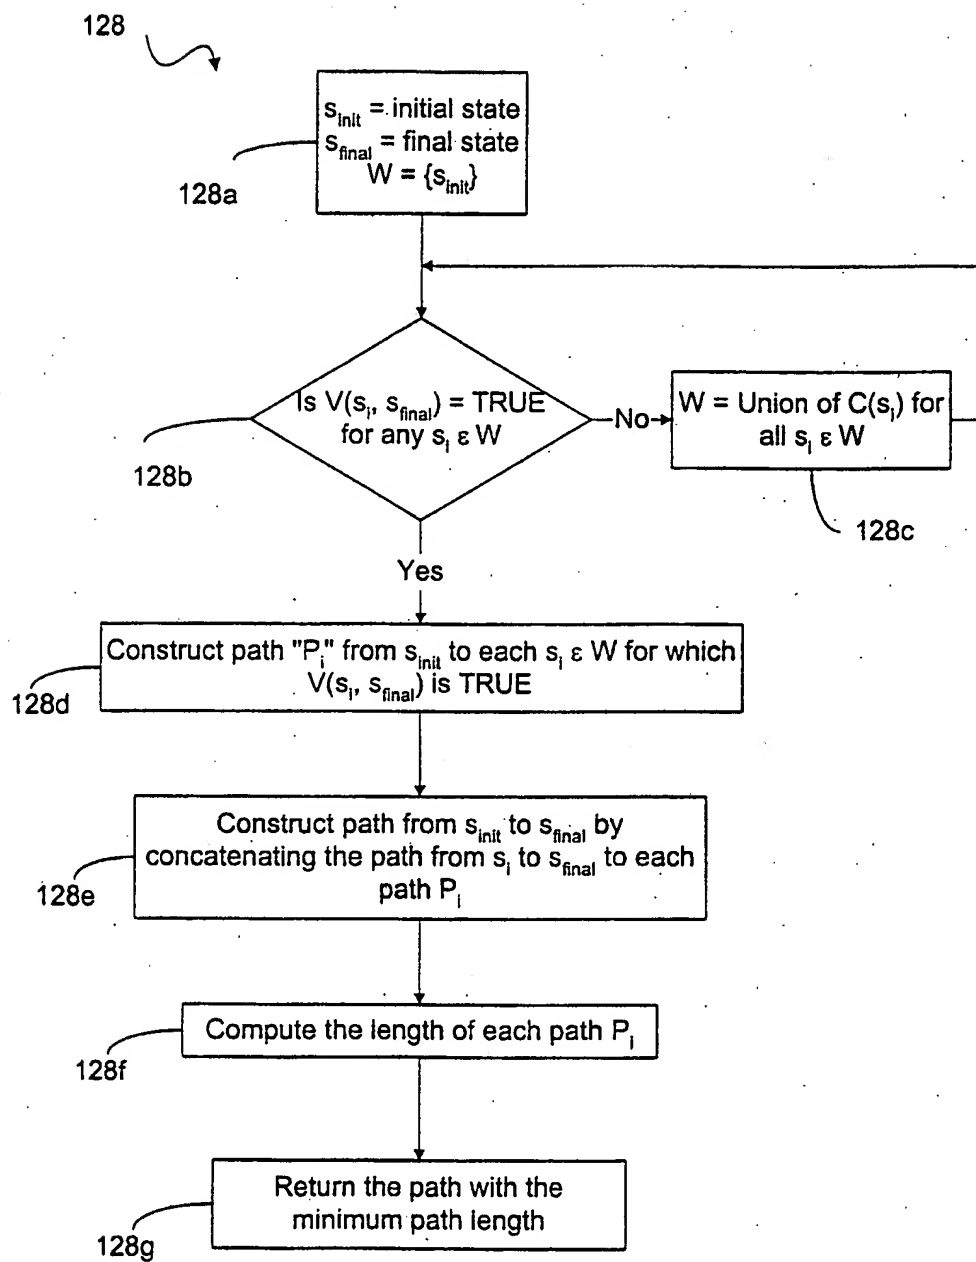 128
s_init = initial state
s_final = final state
W = {s_init}
128a
Is V(s_i, s_final) = TRUE
for any s_i ε W
128b
No
W = Union of C(s_i) for
all s_i ε W
128c
Yes
Construct path "P_i" from s_init to each s_i ε W for which
V(s_i, s_final) is TRUE
128d
Construct path from s_init to s_final by
concatenating the path from s_i to s_final to each
path P_i
128e
Compute the length of each path P_i
128f
Return the path with the
minimum path length
128g